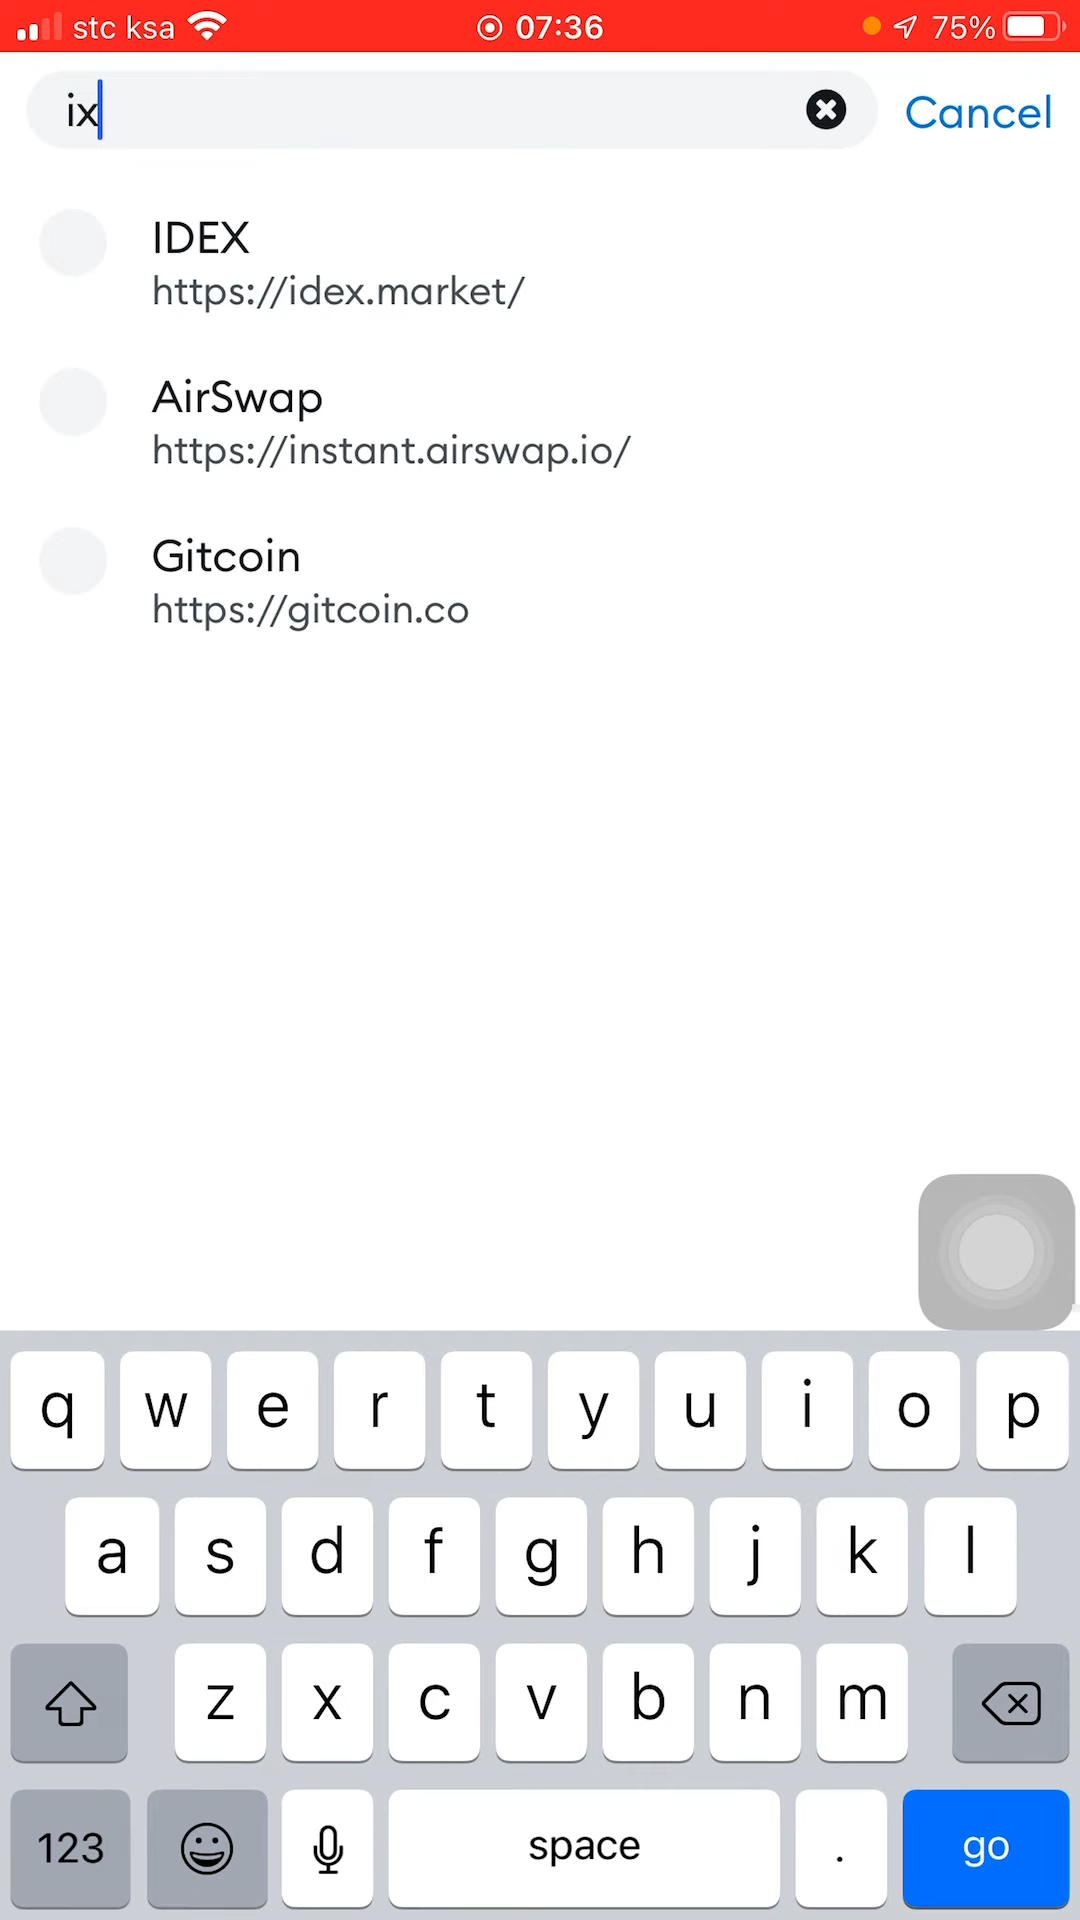 stc ksa 07:36 75%
ix Cancel
IDEX
https://idex.market/
AirSwap
https://instant.airswap.io/
Gitcoin
https://gitcoin.co
q w e r t y u i o p
a s d f g h j k l
z x c v b n m
123 space . go